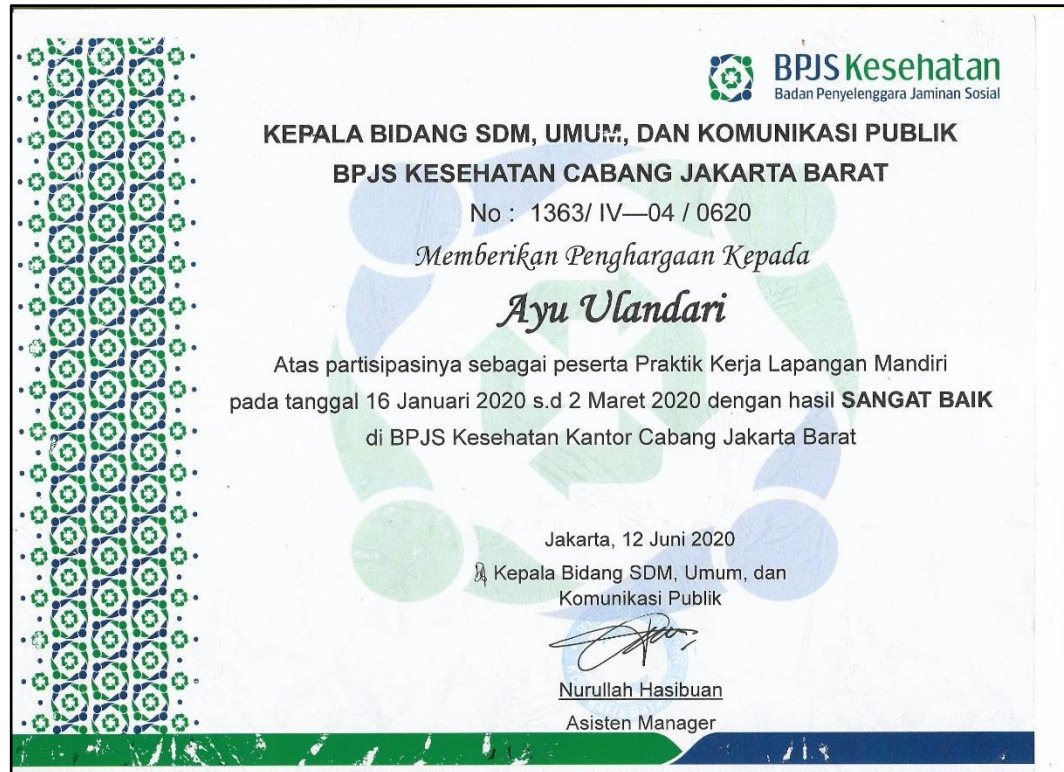 BPJS Kesehatan
Badan Penyelenggara Jaminan Sosial
KEPALA BIDANG SDM, UMUM, DAN KOMUNIKASI PUBLIK
BPJS KESEHATAN CABANG JAKARTA BARAT
No : 1363/ IV—04 / 0620
Memberikan Penghargaan Kepada
Ayu Ulandari
Atas partisipasinya sebagai peserta Praktik Kerja Lapangan Mandiri
pada tanggal 16 Januari 2020 s.d 2 Maret 2020 dengan hasil SANGAT BAIK
di BPJS Kesehatan Kantor Cabang Jakarta Barat
Jakarta, 12 Juni 2020
Kepala Bidang SDM, Umum, dan
Komunikasi Publik
Nurullah Hasibuan
Asisten Manager